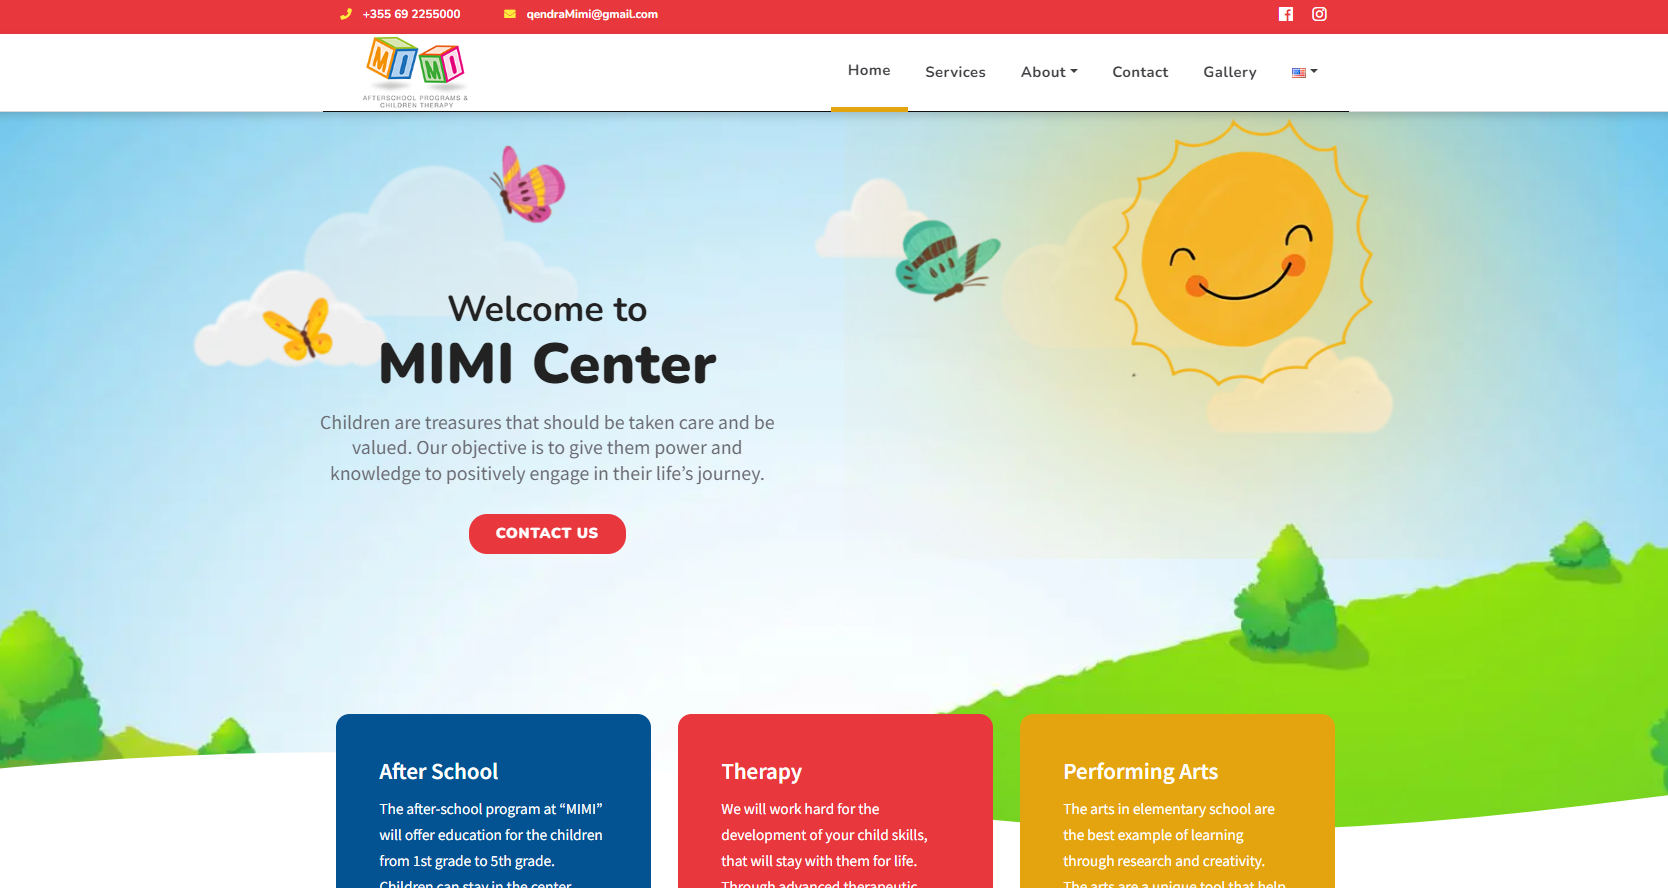 +355 69 2255000
qendraMimi@gmail.com
MIMI
AFTERSCHOOL PROGRAMS &
CHILDREN THERAPY
Home
Services
About
Contact
Gallery
Welcome to
MIMI Center
Children are treasures that should be taken care and be
valued. Our objective is to give them power and
knowledge to positively engage in their life’s journey.
CONTACT US
After School
The after-school program at “MIMI”
will offer education for the children
from 1st grade to 5th grade.
Children can stay in the center
Therapy
We will work hard for the
development of your child skills,
that will stay with them for life.
Through advanced therapeutic
Performing Arts
The arts in elementary school are
the best example of learning
through research and creativity.
The arts are a unique tool that help